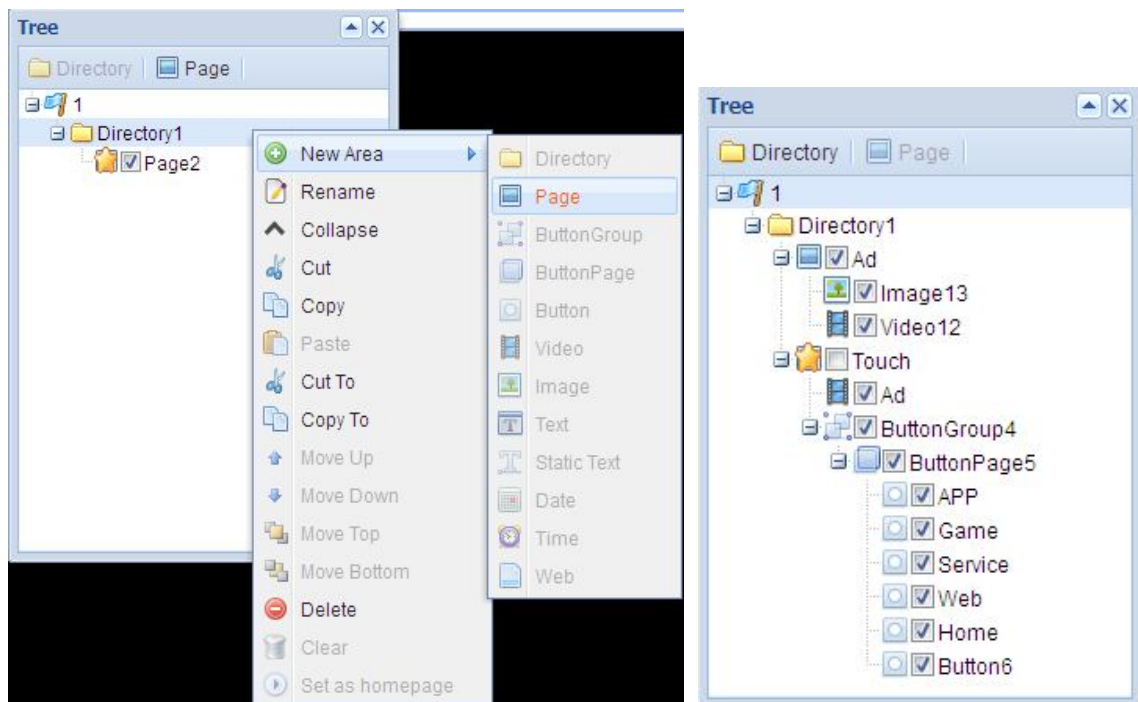 Tree
Directory Page
1
Directory1
Page2
New Area
Rename
Collapse
Cut
Copy
Paste
Cut To
Copy To
Move Up
Move Down
Move Top
Move Bottom
Delete
Clear
Set as homepage
Directory
Page
ButtonGroup
ButtonPage
Button
Video
Image
Text
Static Text
Date
Time
Web
Tree
Directory Page
1
Directory1
Ad
Image13
Video12
Touch
Ad
ButtonGroup4
ButtonPage5
APP
Game
Service
Web
Home
Button6